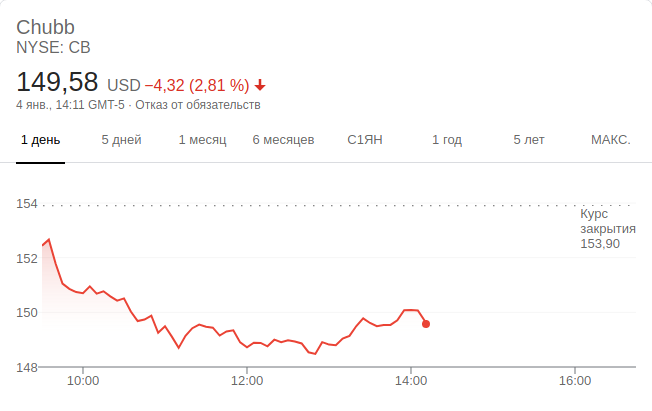 Chubb
NYSE: CB
149,58 USD −4,32 (2,81 %)
4 янв., 14:11 GMT-5 · Отказ от обязательств
1 день 5 дней 1 месяц 6 месяцев С1ЯН 1 год 5 лет МАКС.
154
Курс
закрытия
153,90
152
150
148
10:00 12:00 14:00 16:00